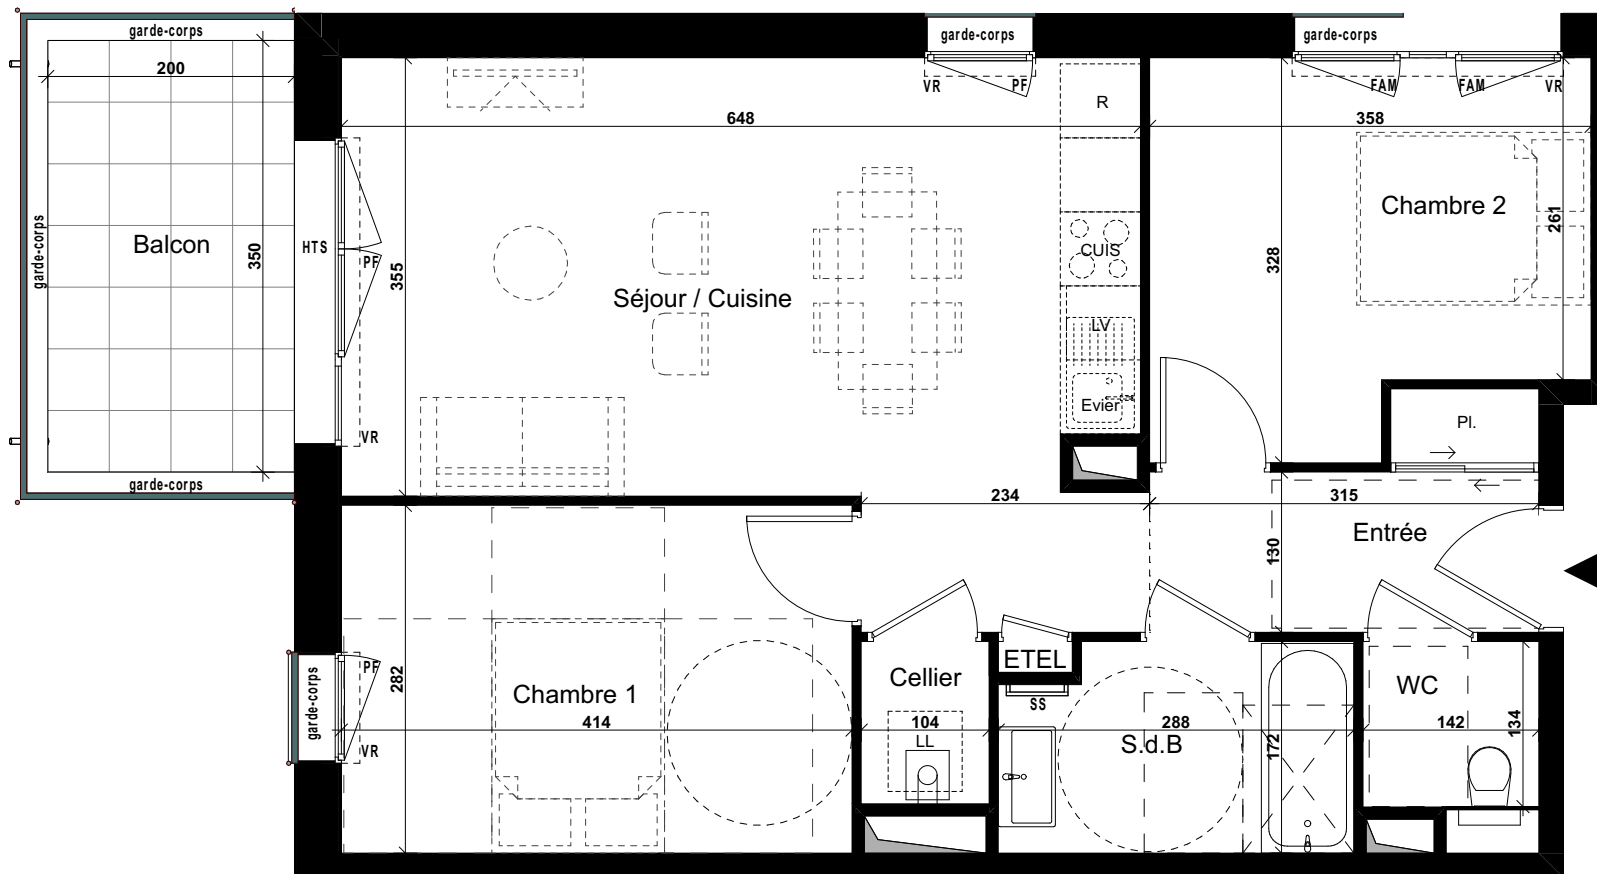 garde-corps
200
garde-corps
Balcon
350
garde-corps
HTS
PF
VR
garde-corps
VR
PF
648
355
Séjour / Cuisine
R
CUIS
LV
Evier
garde-corps
FAM
FAM
VR
358
Chambre 2
261
328
Pl.
234
315
Entrée
130
garde-corps
PF
VR
282
Chambre 1
414
Cellier
104
LL
ETEL
SS
288
S.d.B
172
WC
142
134